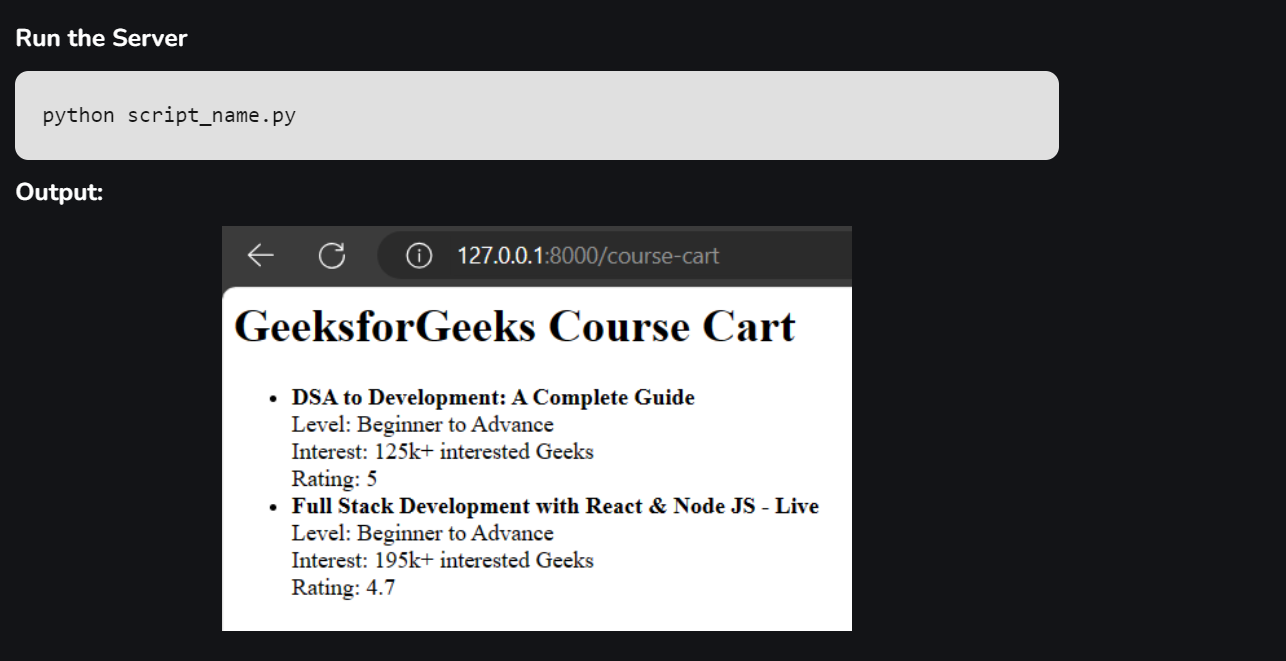 Run the Server
python script_name.py
Output:
127.0.0.1:8000/course-cart
GeeksforGeeks Course Cart
DSA to Development: A Complete Guide
Level: Beginner to Advance
Interest: 125k+ interested Geeks
Rating: 5
Full Stack Development with React & Node JS - Live
Level: Beginner to Advance
Interest: 195k+ interested Geeks
Rating: 4.7